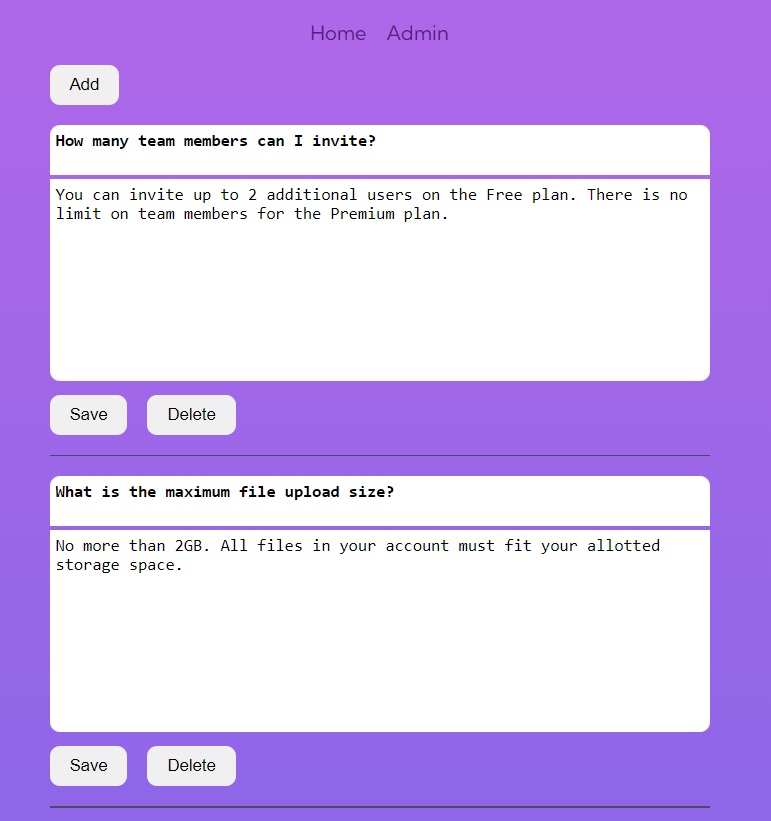 Home Admin
Add
How many team members can I invite?
You can invite up to 2 additional users on the Free plan. There is no
limit on team members for the Premium plan.
Save Delete
What is the maximum file upload size?
No more than 2GB. All files in your account must fit your allotted
storage space.
Save Delete